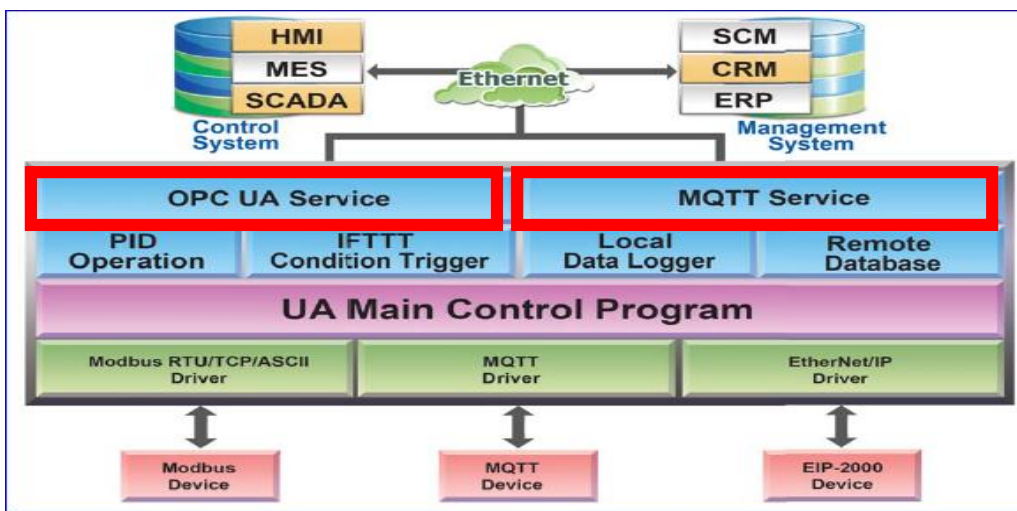 HMI
MES
SCADA
Control
System
Ethernet
SCM
CRM
ERP
Management
System
OPC UA Service
MQTT Service
PID
Operation
IFTTT
Condition Trigger
Local
Data Logger
Remote
Database
UA Main Control Program
Modbus RTU/TCP/ASCII
Driver
MQTT
Driver
EtherNet/IP
Driver
Modbus
Device
MQTT
Device
EIP-2000
Device